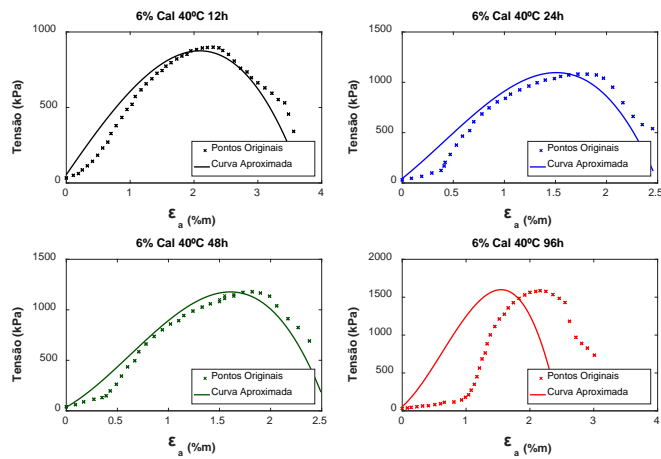 6% Cal 40ºC 12h
1000
500
0
Tensão (kPa)
Pontos Originais
Curva Aproximada
0 1 2 3 4
ε a (%m)
6% Cal 40ºC 24h
1500
1000
500
0
Tensão (kPa)
Pontos Originais
Curva Aproximada
0 0.5 1 1.5 2 2.5
ε a (%m)
6% Cal 40ºC 48h
1500
1000
500
0
Tensão (kPa)
Pontos Originais
Curva Aproximada
0 0.5 1 1.5 2 2.5
ε a (%m)
6% Cal 40ºC 96h
2000
1500
1000
500
0
Tensão (kPa)
Pontos Originais
Curva Aproximada
0 1 2 3 4
ε a (%m)